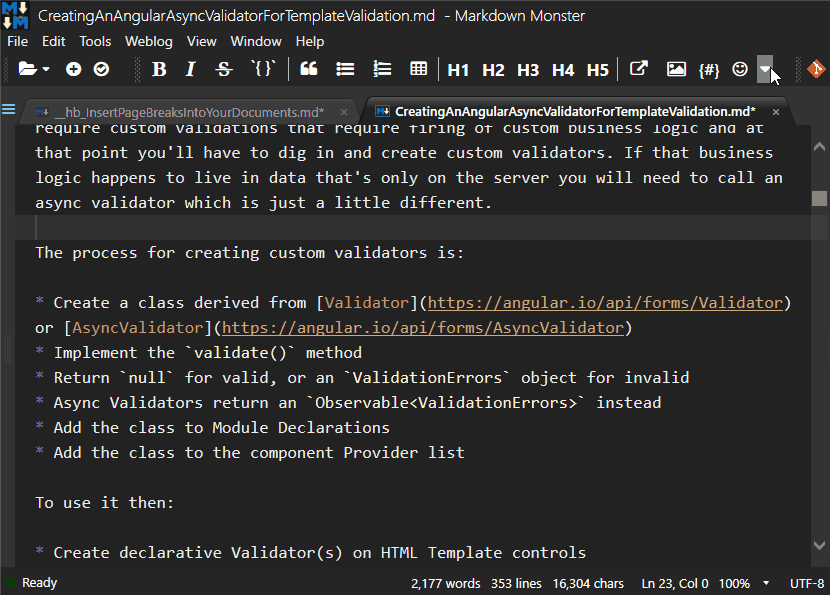 CreatingAnAngularAsyncValidatorForTemplateValidation.md - Markdown Monster
File Edit Tools Weblog View Window Help
B I S `{}` H1 H2 H3 H4 H5 {#}
__hb_InsertPageBreaksIntoYourDocuments.md* × CreatingAnAngularAsyncValidatorForTemplateValidation.md* ×
require custom validations that require firing of custom business logic and at
that point you'll have to dig in and create custom validators. If that business
logic happens to live in data that's only on the server you will need to call an
async validator which is just a little different.
The process for creating custom validators is:
* Create a class derived from [Validator](https://angular.io/api/forms/Validator)
or [AsyncValidator](https://angular.io/api/forms/AsyncValidator)
* Implement the `validate()` method
* Return `null` for valid, or an `ValidationErrors` object for invalid
* Async Validators return an `Observable<ValidationErrors>` instead
* Add the class to Module Declarations
* Add the class to the component Provider list
To use it then:
* Create declarative Validator(s) on HTML Template controls
Ready 2,177 words 353 lines 16,304 chars Ln 23, Col 0 100% UTF-8